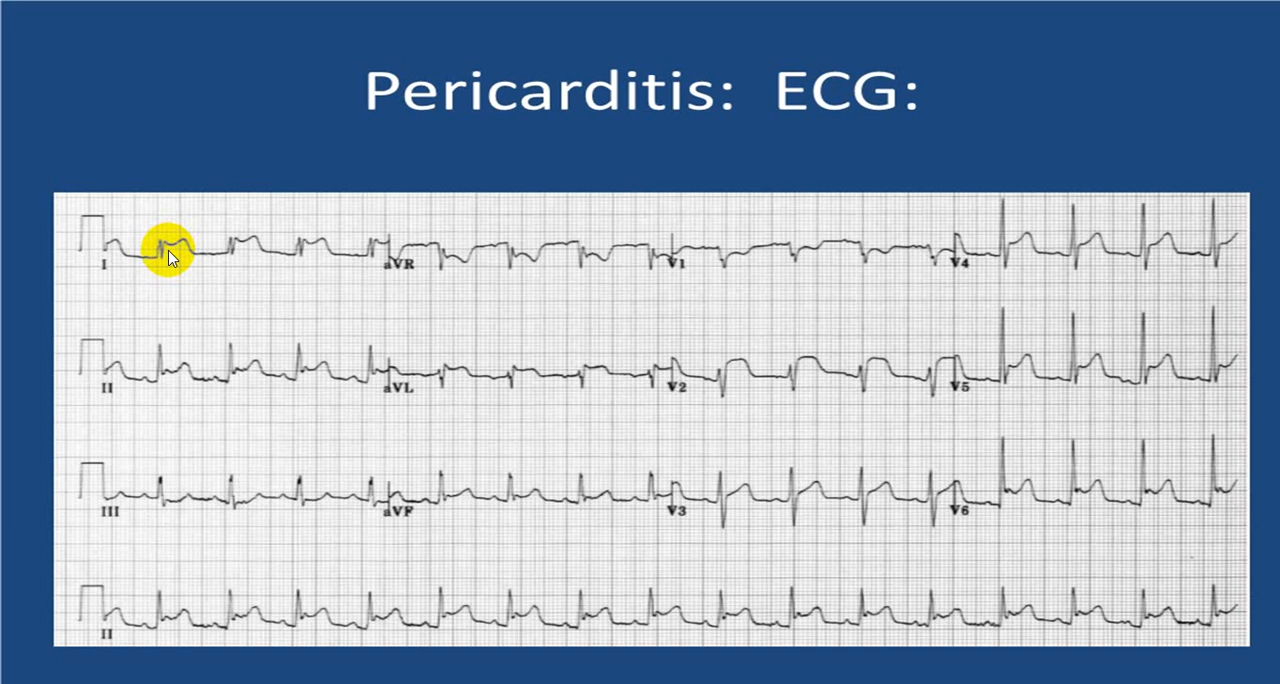 Pericarditis: ECG:
I aVR V1 V4
II aVL V2 V5
III aVF V3 V6
II